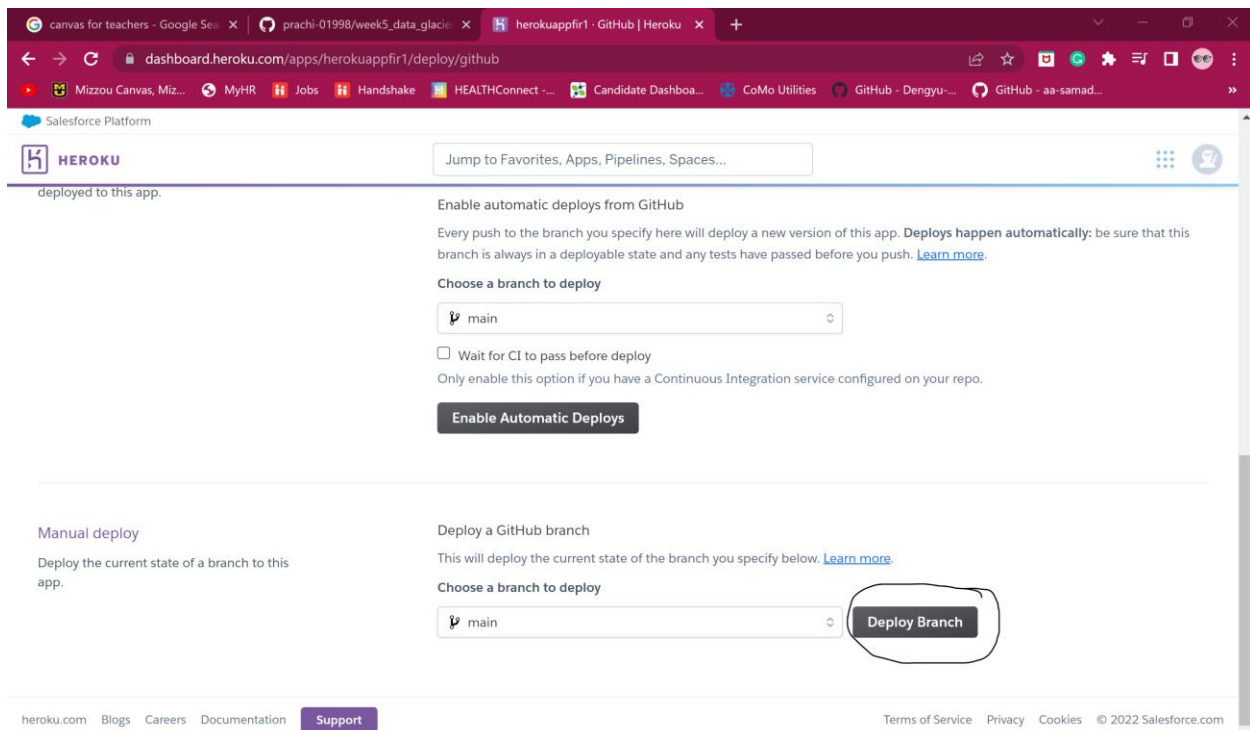 canvas for teachers - Google Sea
prachi-01998/week5_data_glacie
herokuappfir1 · GitHub | Heroku
dashboard.heroku.com/apps/herokuappfir1/deploy/github
Mizzou Canvas, Miz...
MyHR
Jobs
Handshake
HEALTHConnect -...
Candidate Dashboa...
CoMo Utilities
GitHub - Dengyu-...
GitHub - aa-samad...
Salesforce Platform
HEROKU
Jump to Favorites, Apps, Pipelines, Spaces...
deployed to this app.
Enable automatic deploys from GitHub
Every push to the branch you specify here will deploy a new version of this app. Deploys happen automatically: be sure that this
branch is always in a deployable state and any tests have passed before you push. Learn more.
Choose a branch to deploy
main
Wait for CI to pass before deploy
Only enable this option if you have a Continuous Integration service configured on your repo.
Enable Automatic Deploys
Manual deploy
Deploy the current state of a branch to this
app.
Deploy a GitHub branch
This will deploy the current state of the branch you specify below. Learn more.
Choose a branch to deploy
main
Deploy Branch
heroku.com Blogs Careers Documentation Support
Terms of Service Privacy Cookies © 2022 Salesforce.com